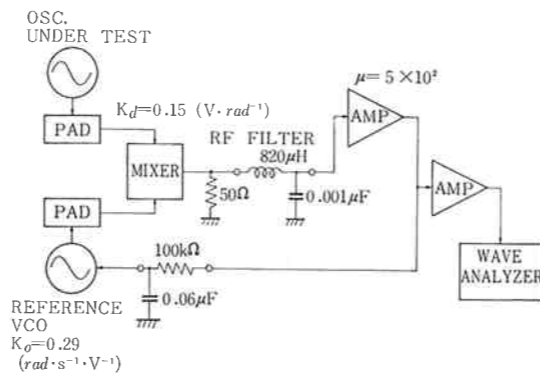 OSC.
UNDER TEST
PAD
K_d=0.15 (V·rad⁻¹)
MIXER
RF FILTER
820μH
50Ω
0.001μF
μ=5×10²
AMP
AMP
WAVE
ANALYZER
PAD
100kΩ
0.06μF
REFERENCE
VCO
K_o=0.29
(rad·s⁻¹·V⁻¹)